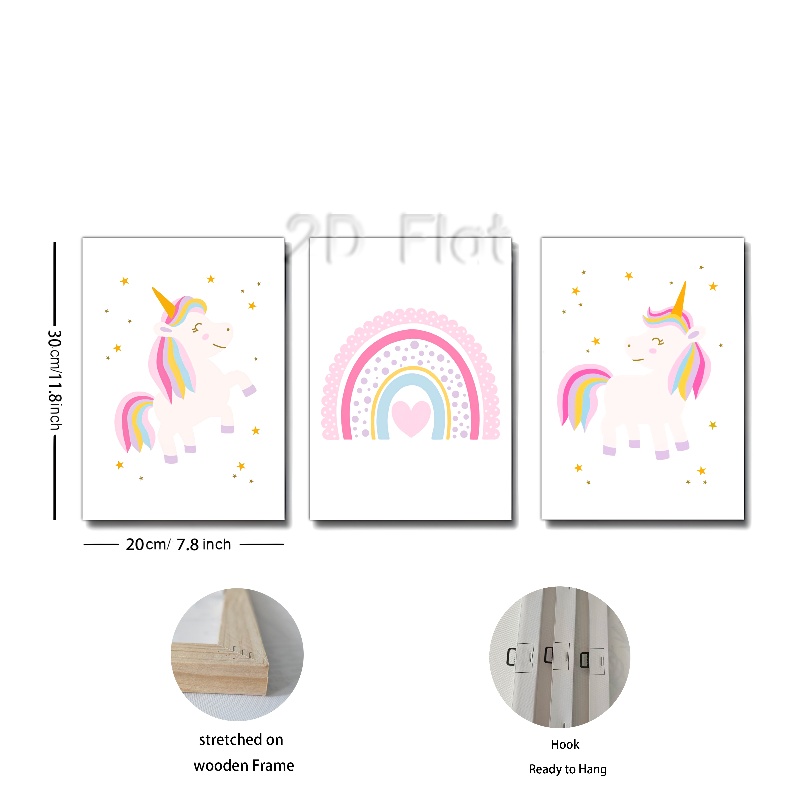 2D Flat
30cm/11.8inch
20cm/ 7.8 inch
stretched on
wooden Frame
Hook
Ready to Hang